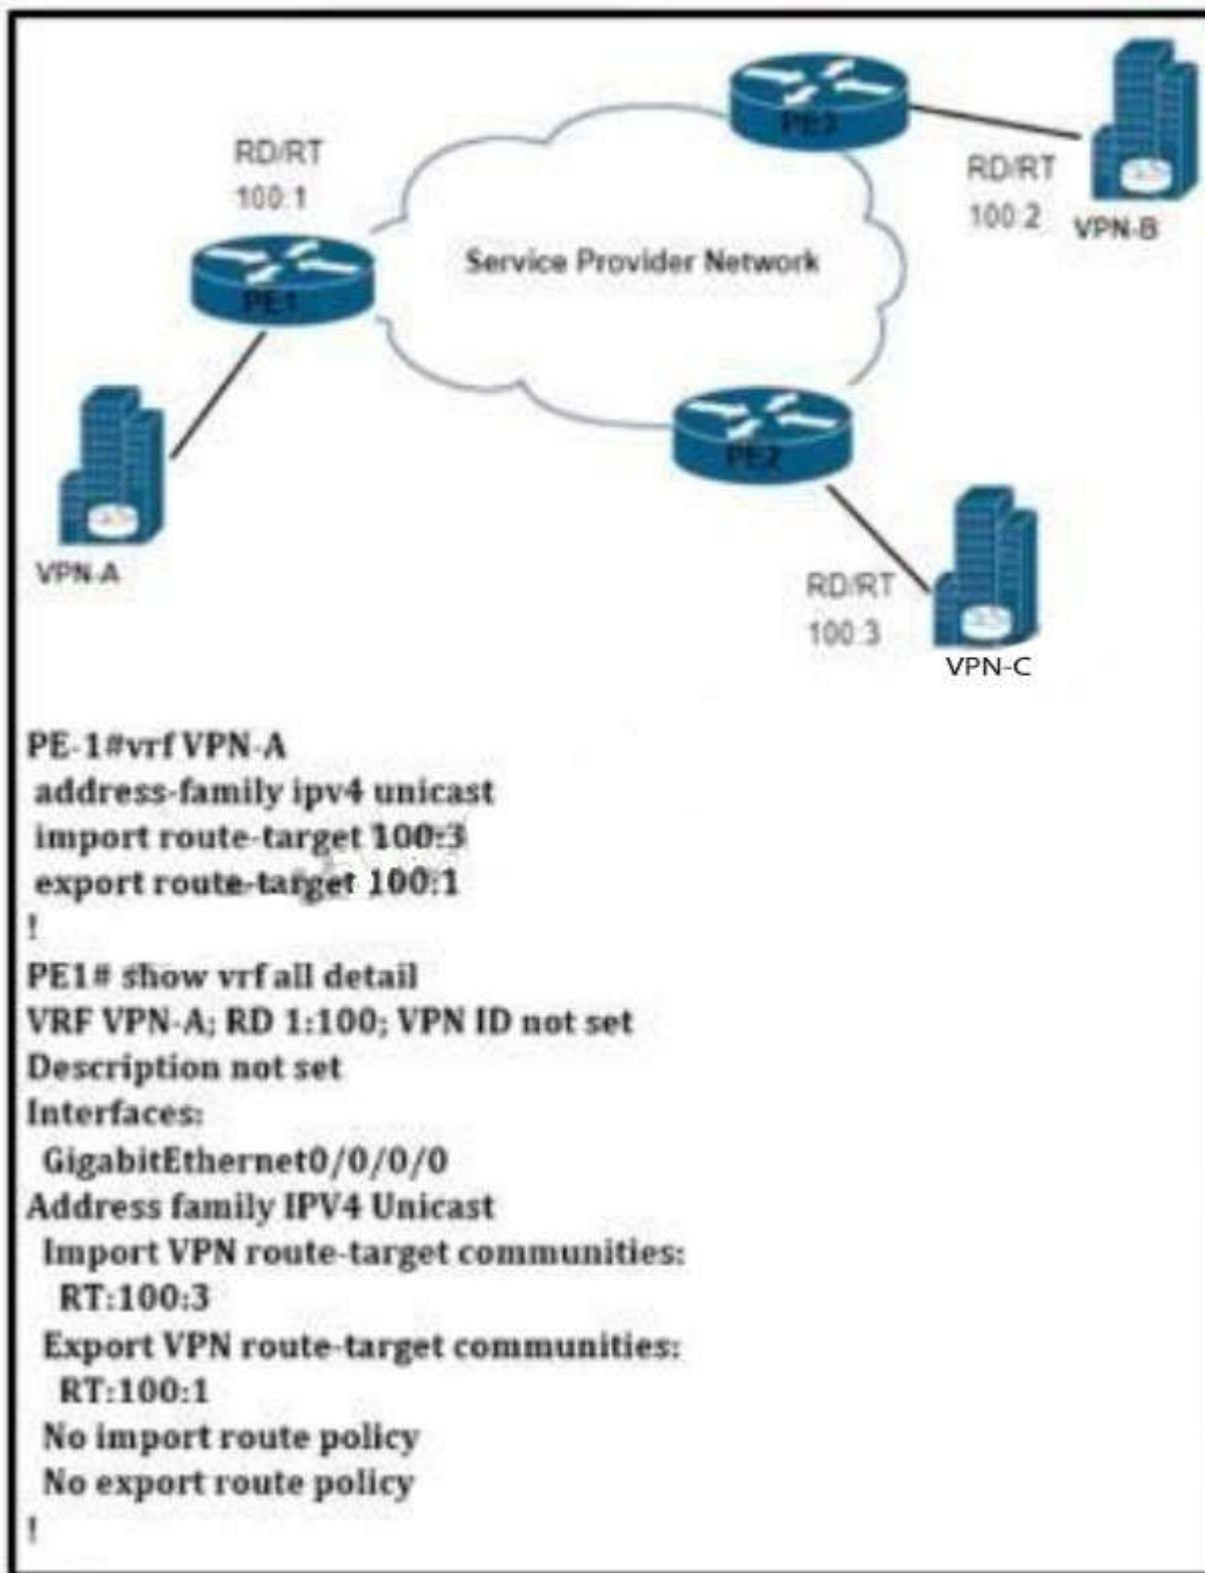 RD/RT
100:1
PE1
VPN-A
Service Provider Network
PE3
RD/RT
100:2
VPN-B
PE2
RD/RT
100:3
VPN-C
PE-1#vrf VPN-A
address-family ipv4 unicast
import route-target 100:3
export route-target 100:1
!
PE1# show vrf all detail
VRF VPN-A; RD 1:100; VPN ID not set
Description not set
Interfaces:
GigabitEthernet0/0/0/0
Address family IPV4 Unicast
Import VPN route-target communities:
RT:100:3
Export VPN route-target communities:
RT:100:1
No import route policy
No export route policy
!